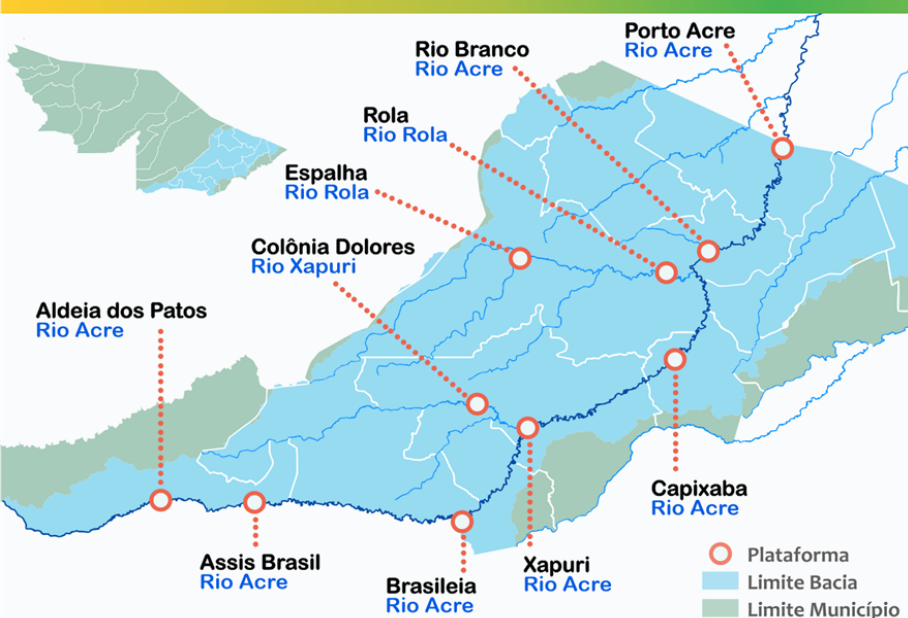 Porto Acre
Rio Acre
Rio Branco
Rio Acre
Rola
Rio Rola
Espalha
Rio Rola
Colônia Dolores
Rio Xapuri
Aldeia dos Patos
Rio Acre
Capixaba
Rio Acre
Assis Brasil
Rio Acre
Brasileia
Rio Acre
Xapuri
Rio Acre
Plataforma
Limite Bacia
Limite Município